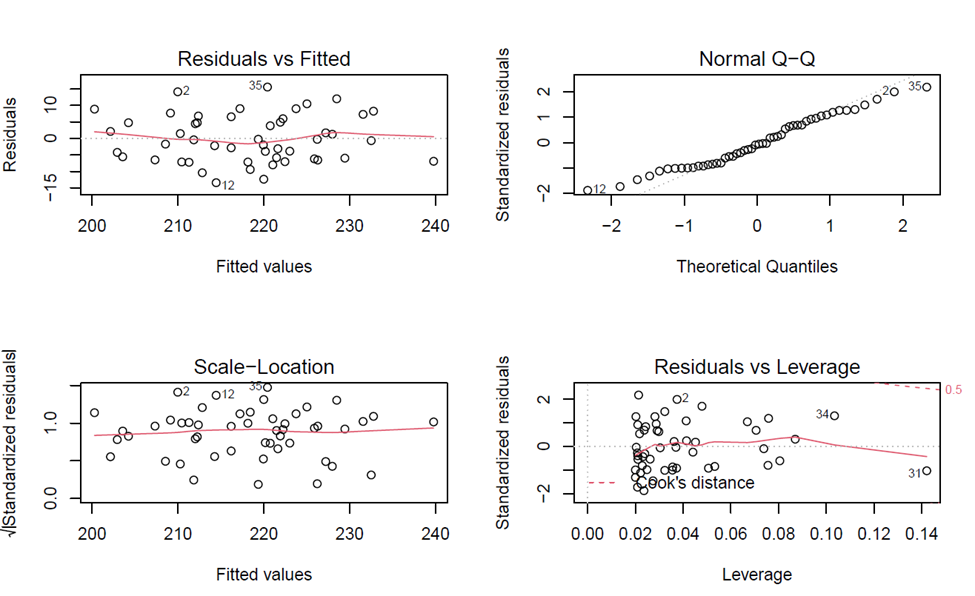 Residuals vs Fitted
Residuals
10
0
−15
2
35
12
200 210 220 230 240
Fitted values
Normal Q−Q
Standardized residuals
2
1
0
−2
2
35
12
−2 −1 0 1 2
Theoretical Quantiles
Scale−Location
√|Standardized residuals|
1.0
0.0
2
12
35
200 210 220 230 240
Fitted values
Residuals vs Leverage
Standardized residuals
2
0
−2
2
34
31
0.5
ook's distance
0.00 0.02 0.04 0.06 0.08 0.10 0.12 0.14
Leverage